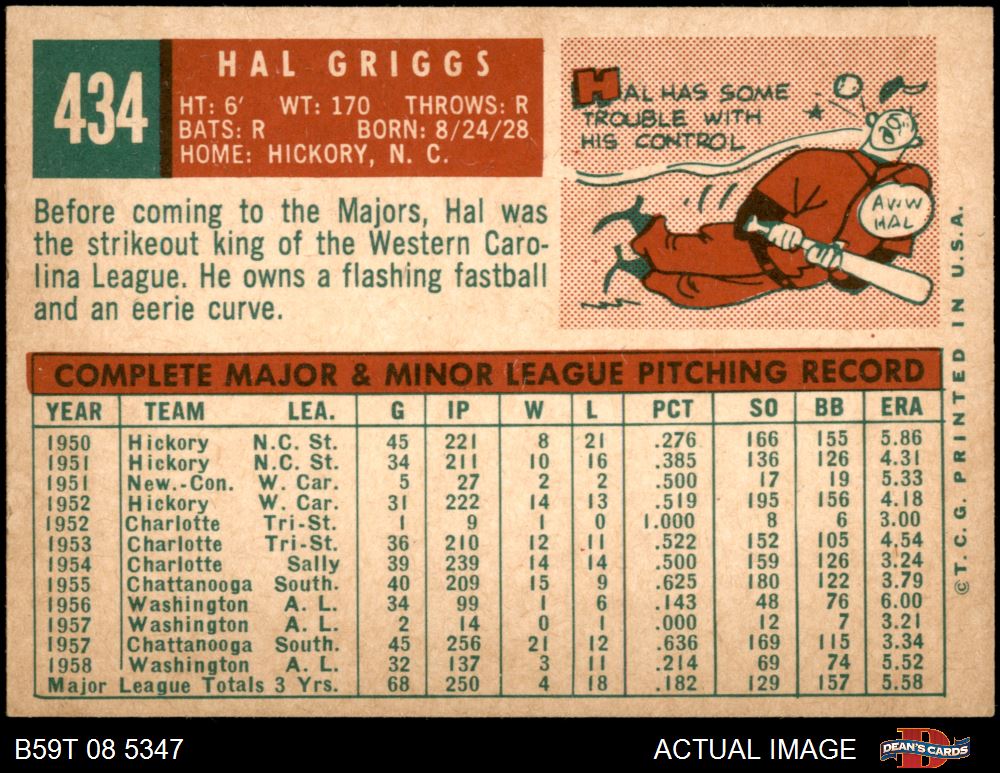 434
HAL GRIGGS
HT: 6' WT: 170 THROWS: R
BATS: R BORN: 8/24/28
HOME: HICKORY, N. C.
HAL HAS SOME
TROUBLE WITH
HIS CONTROL
AWW
HAL
Before coming to the Majors, Hal was
the strikeout king of the Western Caro-
lina League. He owns a flashing fastball
and an eerie curve.
COMPLETE MAJOR & MINOR LEAGUE PITCHING RECORD
YEAR TEAM LEA. G IP W L PCT SO BB ERA
1950 Hickory N.C. St. 45 221 8 21 .276 166 155 5.86
1951 Hickory N.C. St. 34 211 10 16 .385 136 126 4.31
1951 New.-Con. W. Car. 5 27 2 2 .500 17 19 5.33
1952 Hickory W. Car. 31 222 14 13 .519 195 156 4.18
1952 Charlotte Tri-St. 1 9 1 0 1.000 8 6 3.00
1953 Charlotte Tri-St. 36 210 12 11 .522 152 105 4.54
1954 Charlotte Sally 39 239 14 14 .500 159 126 3.24
1955 Chattanooga South. 40 209 15 9 .625 180 122 3.79
1956 Washington A. L. 34 99 1 6 .143 48 76 6.00
1957 Washington A. L. 2 14 0 1 .000 12 7 3.21
1957 Chattanooga South. 45 256 21 12 .636 169 115 3.34
1958 Washington A. L. 32 137 3 11 .214 69 74 5.52
Major League Totals 3 Yrs. 68 250 4 18 .182 129 157 5.58
© T. C. G. PRINTED IN U.S.A.
B59T 08 5347
ACTUAL IMAGE
DEAN'S CARDS